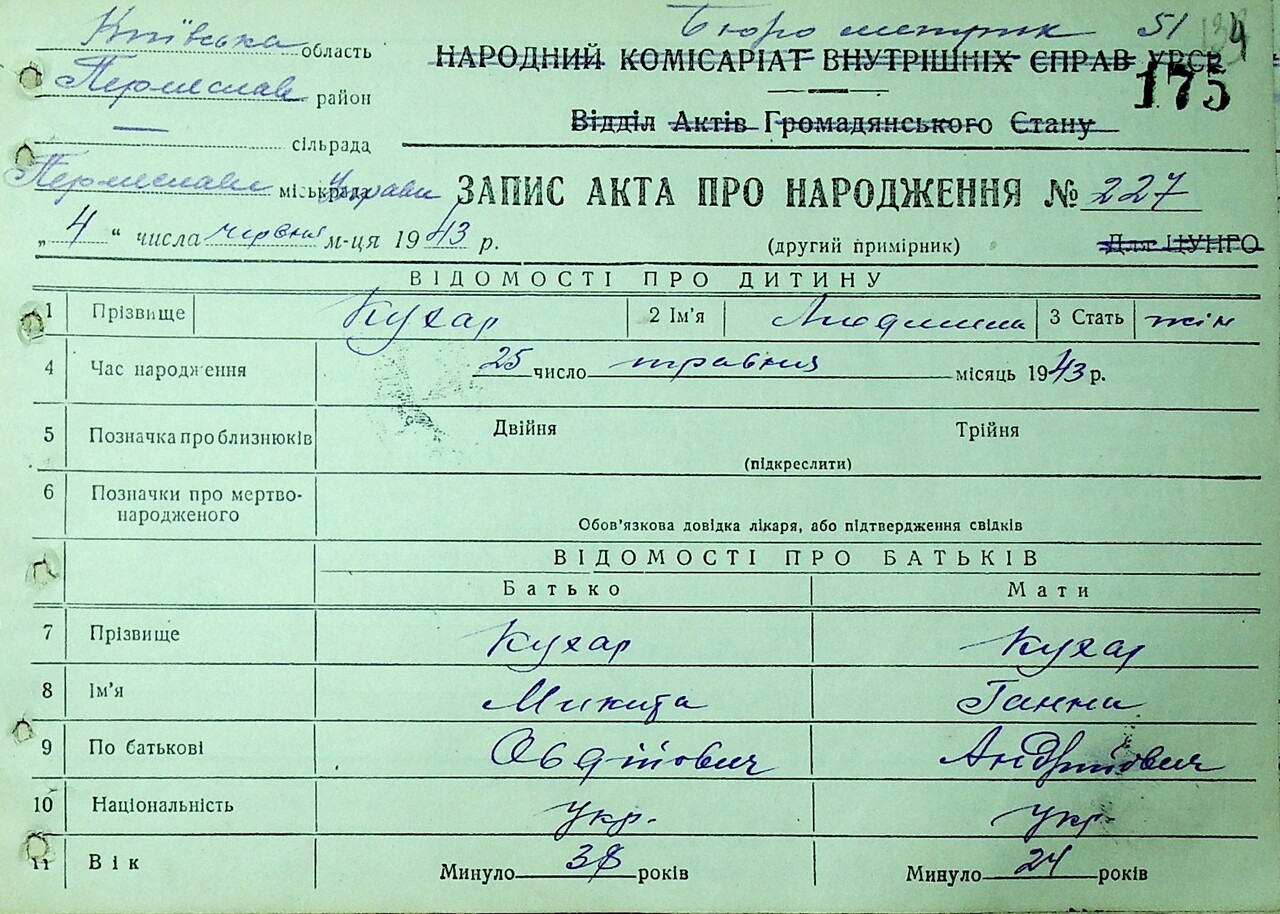 Київська область
Бюро метрик 51
НАРОДНИЙ КОМІСАРІАТ ВНУТРІШНІХ СПРАВ УРСР
Переяслав район
175
Відділ Актів Громадянського Стану
сільрада
Переяславн міськрада Управи
ЗАПИС АКТА ПРО НАРОДЖЕННЯ № 227
„ 4 “ числа червня м-ця 1943 р.
(другий примірник)
Для ЦУНГО
ВІДОМОСТІ ПРО ДИТИНУ
1 Прізвище Кухар 2 Ім'я Людмила 3 Стать жін
4 Час народження 25 число травня місяць 1943 р.
5 Позначка про близнюків Двійня Трійня
(підкреслити)
6 Позначки про мертво-
народженого
Обов'язкова довідка лікаря, або підтвердження свідків
ВІДОМОСТІ ПРО БАТЬКІВ
Батько Мати
7 Прізвище Кухар Кухар
8 Ім'я Микита Ганна
9 По батькові Овдійович Андрійович
10 Національність укр. укр.
11 Вік Минуло 38 років Минуло 24 років